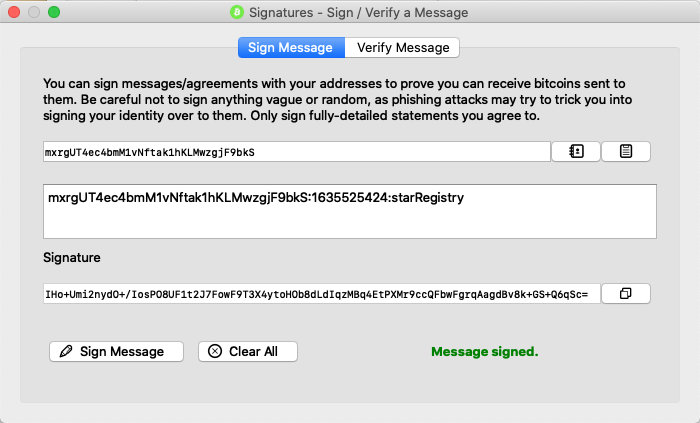 Signatures - Sign / Verify a Message
Sign Message
Verify Message
You can sign messages/agreements with your addresses to prove you can receive bitcoins sent to
them. Be careful not to sign anything vague or random, as phishing attacks may try to trick you into
signing your identity over to them. Only sign fully-detailed statements you agree to.
mxrgUT4ec4bmM1vNftak1hKLMwzgjF9bkS
mxrgUT4ec4bmM1vNftak1hKLMwzgjF9bkS:1635525424:starRegistry
Signature
IHo+Umi2nydO+/IosPO8UF1t2J7FowF9T3X4ytoHOb8dLdIqzMBq4EtPXMr9ccQFbwFgrqAagdBv8k+GS+Q6qSc=
Sign Message
Clear All
Message signed.